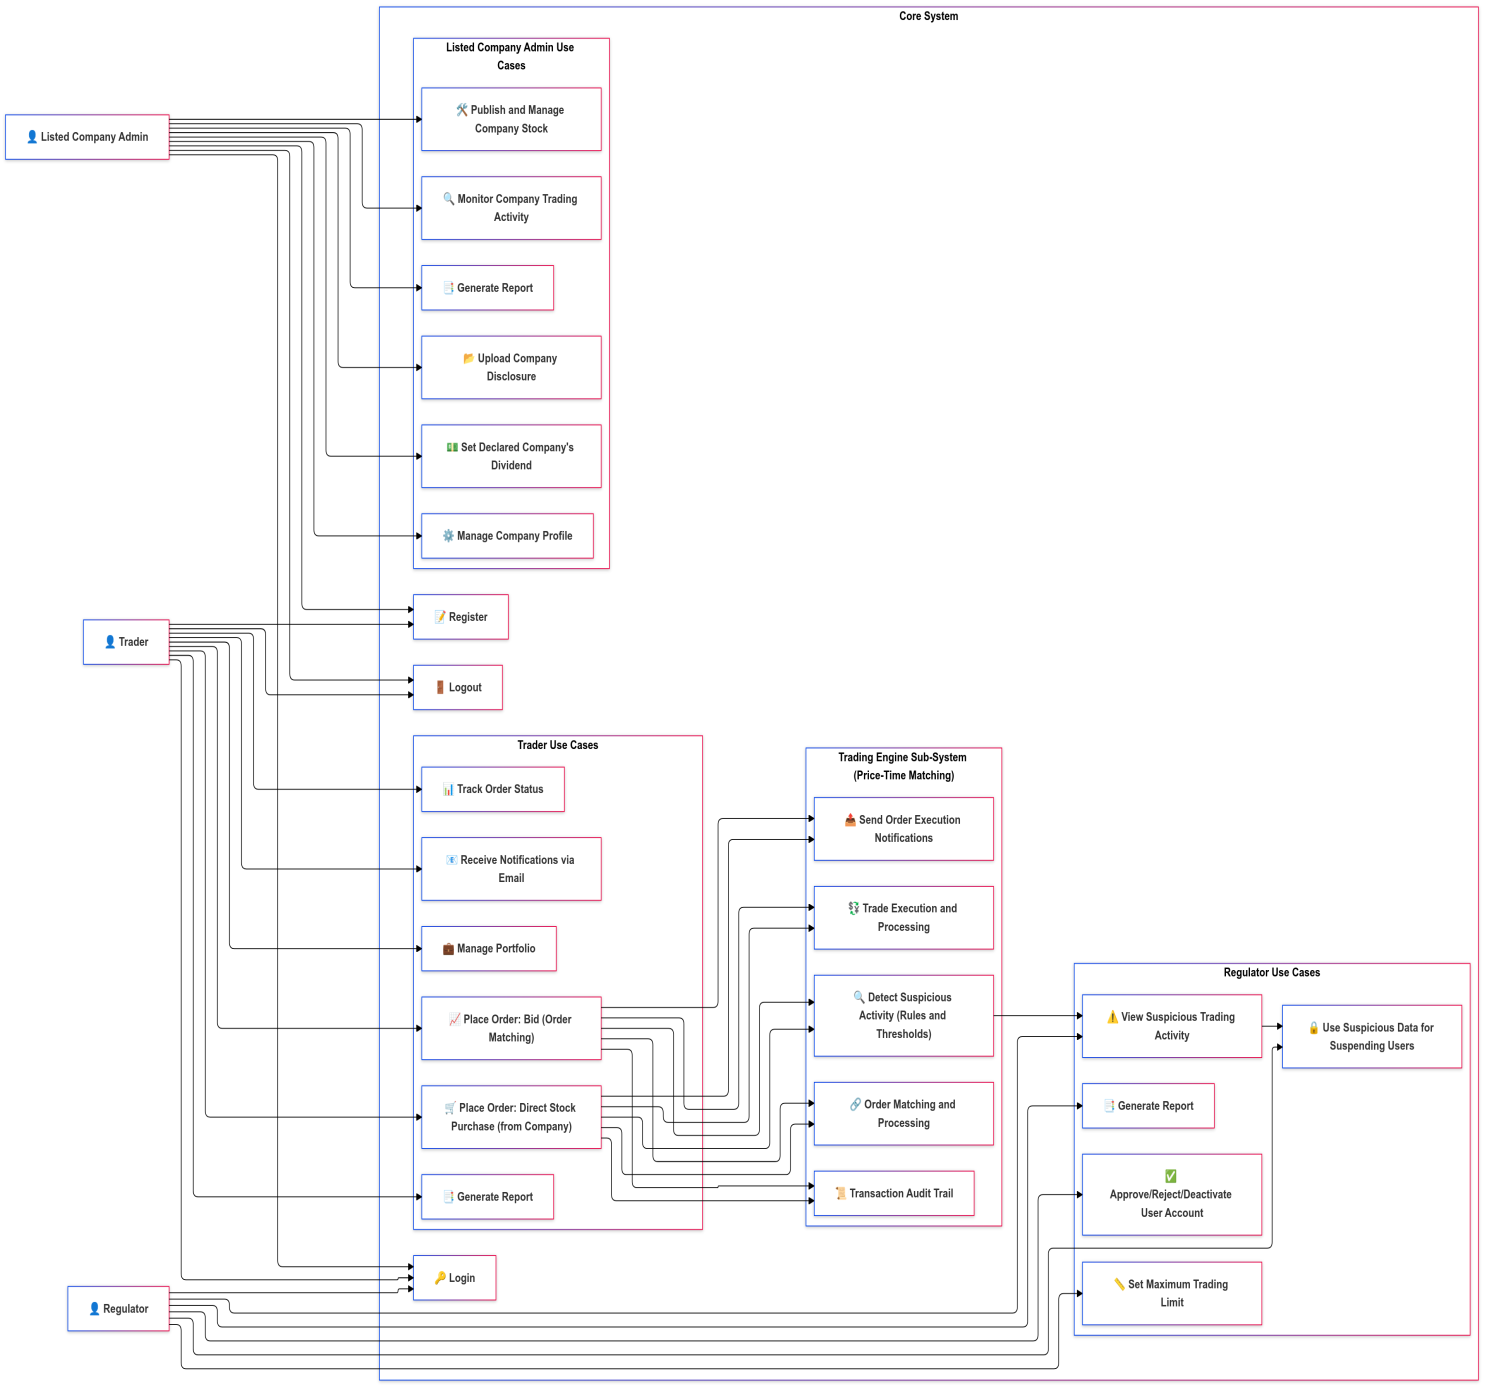 Core System
Listed Company Admin Use
Cases
🛠️ Publish and Manage
Company Stock
👤 Listed Company Admin
🔍 Monitor Company Trading
Activity
📑 Generate Report
📂 Upload Company
Disclosure
💵 Set Declared Company's
Dividend
⚙️ Manage Company Profile
📝 Register
👤 Trader
🚪 Logout
Trader Use Cases
📊 Track Order Status
📧 Receive Notifications via
Email
💼 Manage Portfolio
📈 Place Order: Bid (Order
Matching)
🛒 Place Order: Direct Stock
Purchase (from Company)
📑 Generate Report
Trading Engine Sub-System
(Price-Time Matching)
📤 Send Order Execution
Notifications
💱 Trade Execution and
Processing
🔍 Detect Suspicious
Activity (Rules and
Thresholds)
🔗 Order Matching and
Processing
📜 Transaction Audit Trail
Regulator Use Cases
⚠️ View Suspicious Trading
Activity
🔒 Use Suspicious Data for
Suspending Users
📑 Generate Report
✅
Approve/Reject/Deactivate
User Account
📏 Set Maximum Trading
Limit
🔑 Login
👤 Regulator